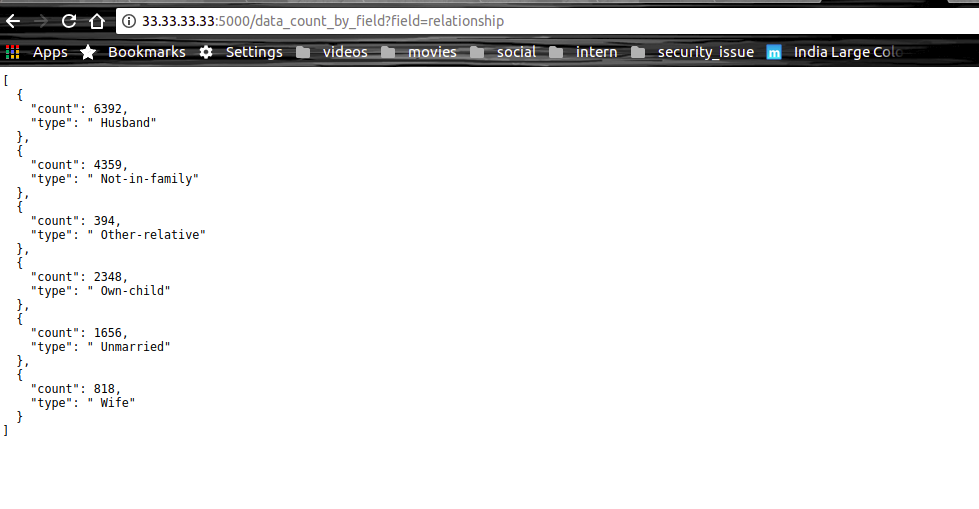 33.33.33.33:5000/data_count_by_field?field=relationship
Apps Bookmarks Settings videos movies social intern security_issue m India Large Colo
[
  {
    "count": 6392,
    "type": " Husband"
  },
  {
    "count": 4359,
    "type": " Not-in-family"
  },
  {
    "count": 394,
    "type": " Other-relative"
  },
  {
    "count": 2348,
    "type": " Own-child"
  },
  {
    "count": 1656,
    "type": " Unmarried"
  },
  {
    "count": 818,
    "type": " Wife"
  }
]